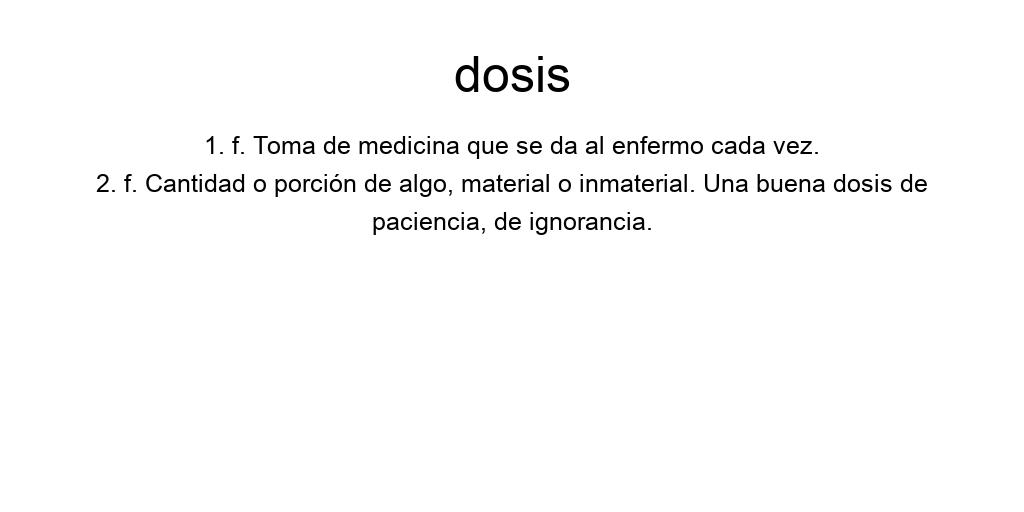 dosis
1. f. Toma de medicina que se da al enfermo cada vez.
2. f. Cantidad o porción de algo, material o inmaterial. Una buena dosis de
paciencia, de ignorancia.